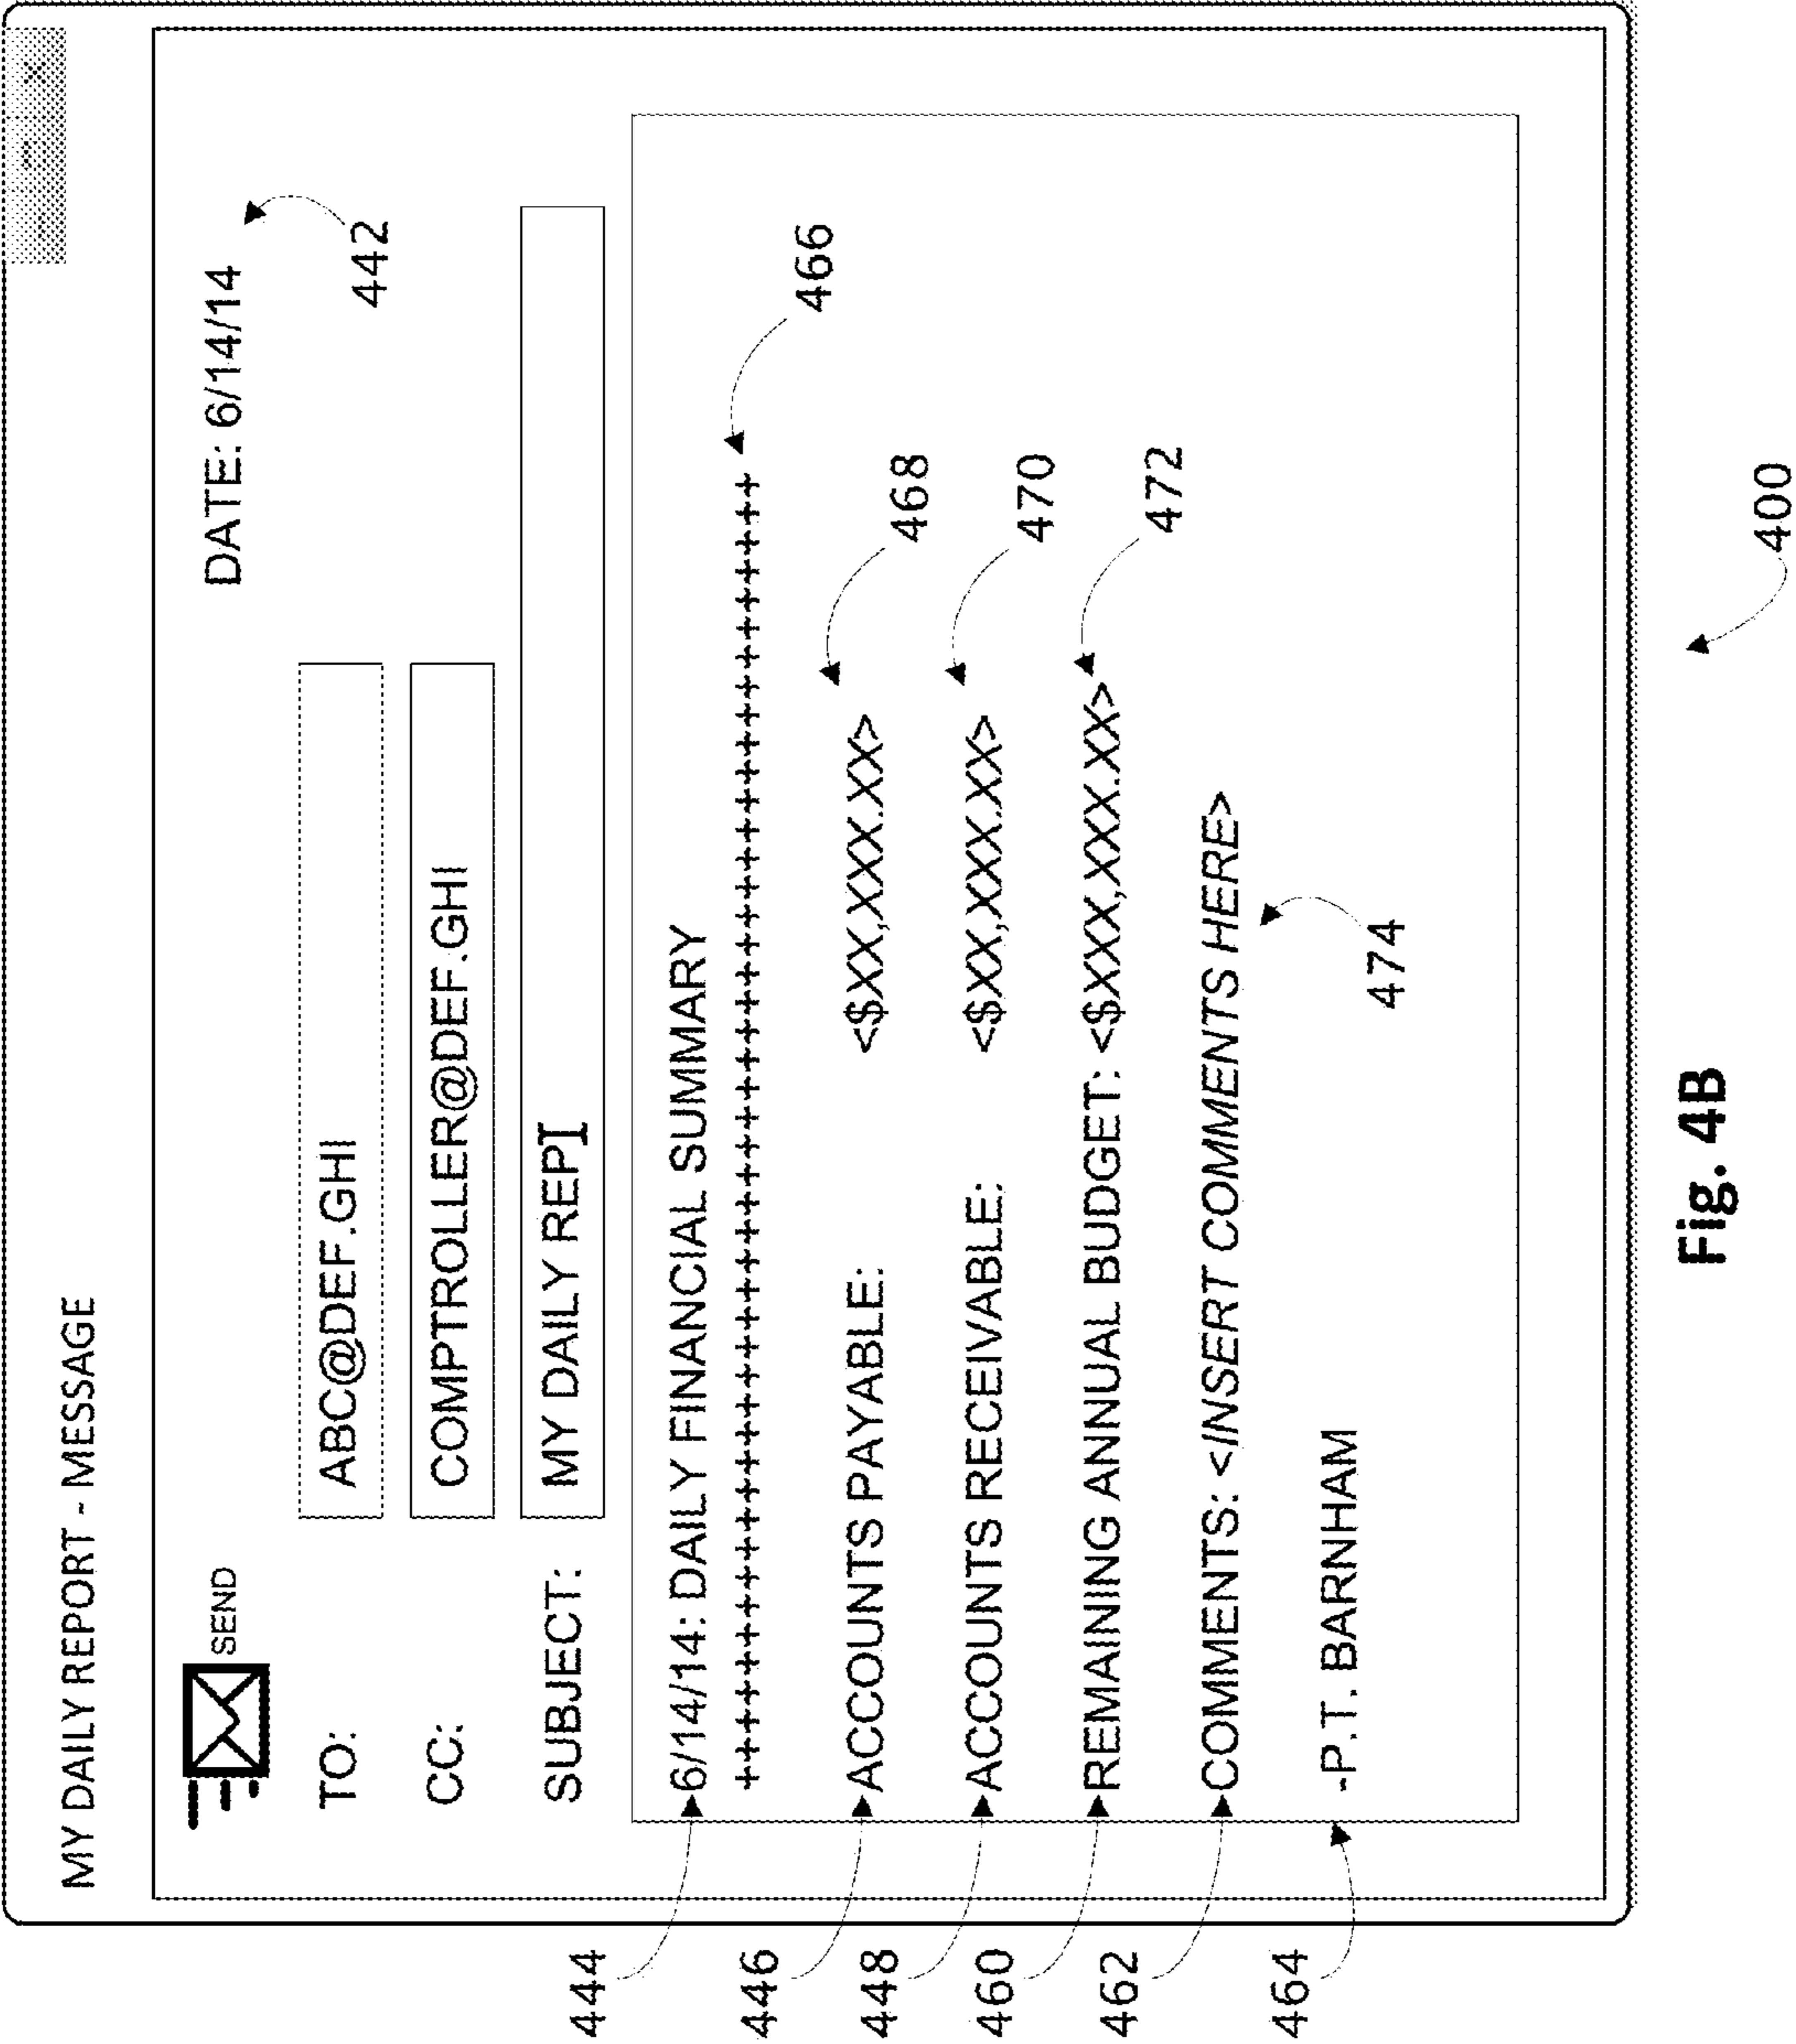 MY DAILY REPORT - MESSAGE
SEND
DATE: 6/14/14
442
TO: ABC@DEF.GHI
CC: COMPTROLLER@DEF.GHI
SUBJECT: MY DAILY REP
444 6/14/14: DAILY FINANCIAL SUMMARY
++++++++++++++++++++++++++++++++++++++++++++++ 466
446 ACCOUNTS PAYABLE: <$XX,XXX.XX> 468
448 ACCOUNTS RECEIVABLE: <$XX,XXX.XX> 470
460 REMAINING ANNUAL BUDGET: <$XXX,XXX.XX> 472
462 COMMENTS: <INSERT COMMENTS HERE>
474
464 -P.T. BARNHAM
400
Fig. 4B